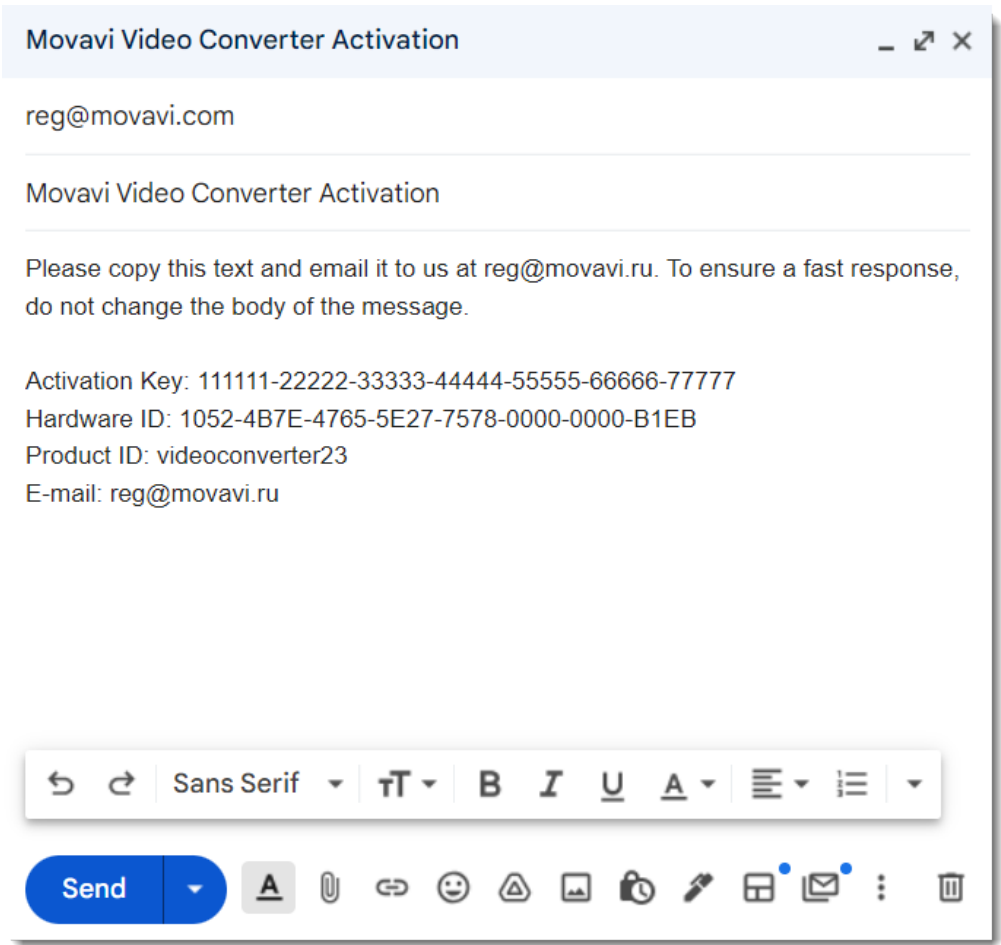 Movavi Video Converter Activation
reg@movavi.com
Movavi Video Converter Activation
Please copy this text and email it to us at reg@movavi.ru. To ensure a fast response,
do not change the body of the message.
Activation Key: 111111-22222-33333-44444-55555-66666-77777
Hardware ID: 1052-4B7E-4765-5E27-7578-0000-0000-B1EB
Product ID: videoconverter23
E-mail: reg@movavi.ru
Sans Serif
Send